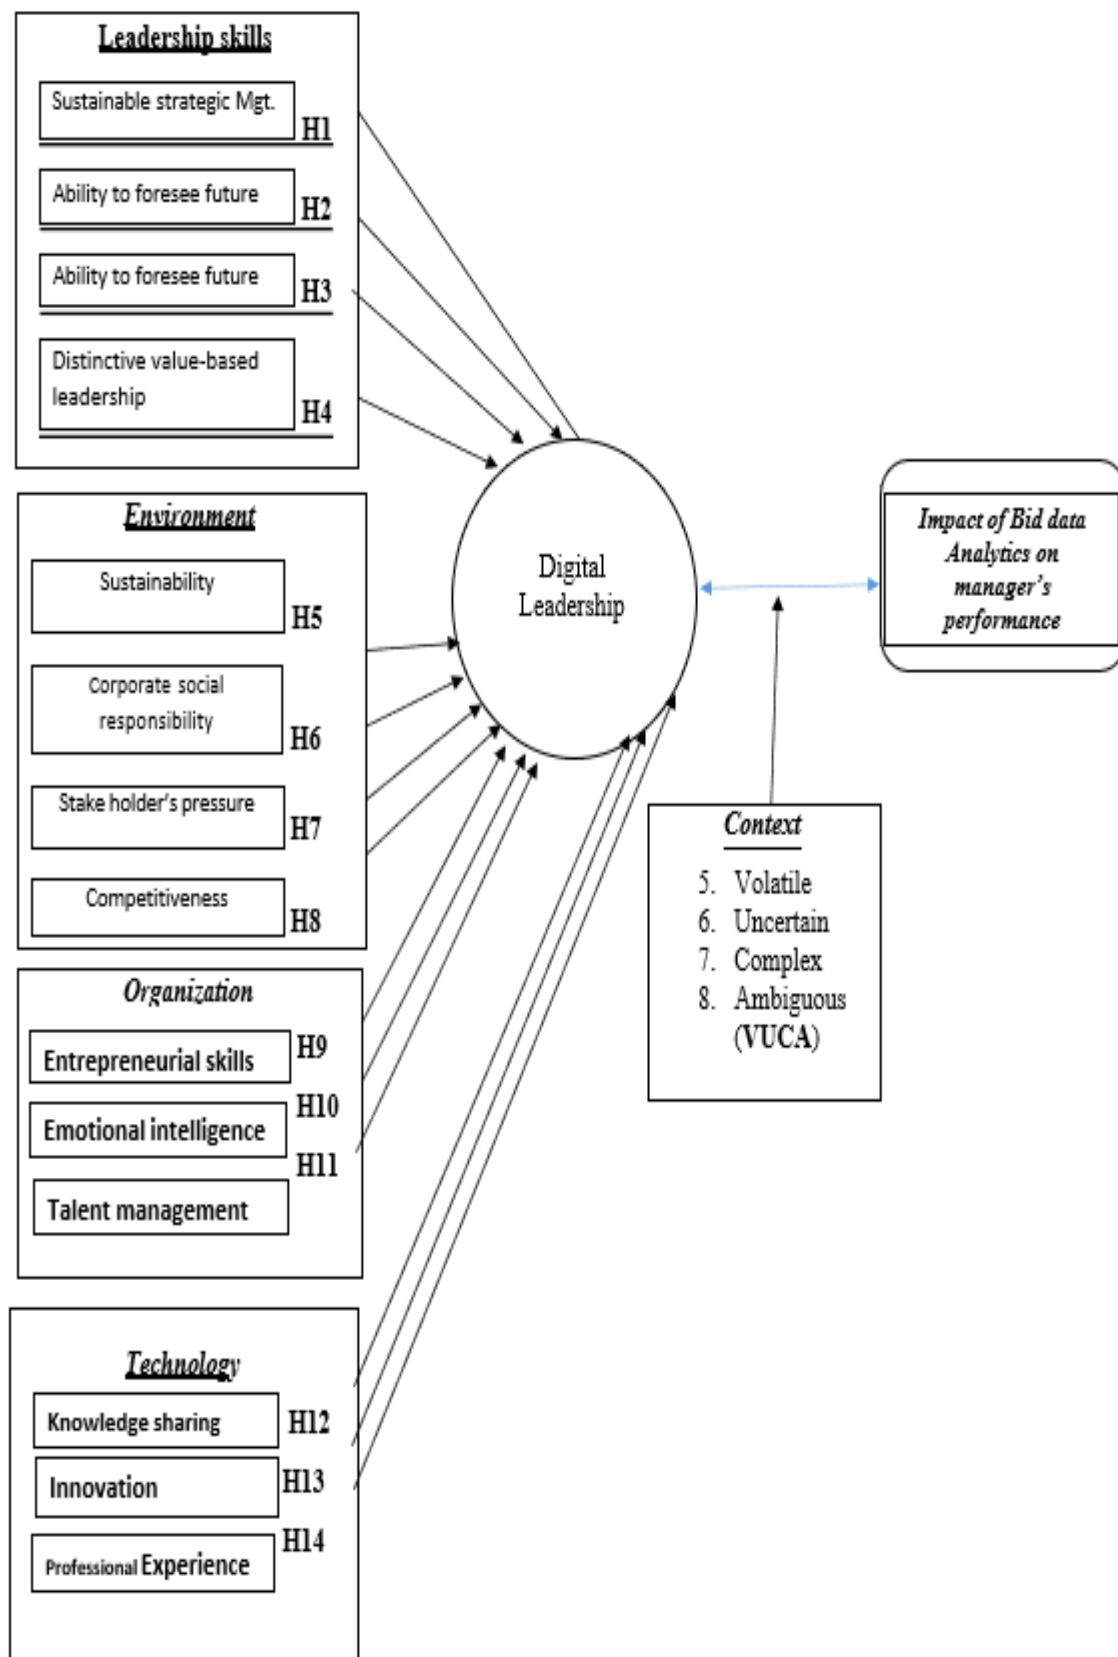 Leadership skills
Sustainable strategic Mgt.
H1
Ability to foresee future
H2
Ability to foresee future
H3
Distinctive value-based
leadership
H4
Environment
Sustainability
H5
Corporate social
responsibility
H6
Stake holder's pressure
H7
Competitiveness
H8
Organization
Entrepreneurial skills
H9
Emotional intelligence
H10
Talent management
H11
Technology
Knowledge sharing
H12
Innovation
H13
Professional Experience
H14
Digital
Leadership
Context
5. Volatile
6. Uncertain
7. Complex
8. Ambiguous
(VUCA)
Impact of Bid data
Analytics on
manager's
performance